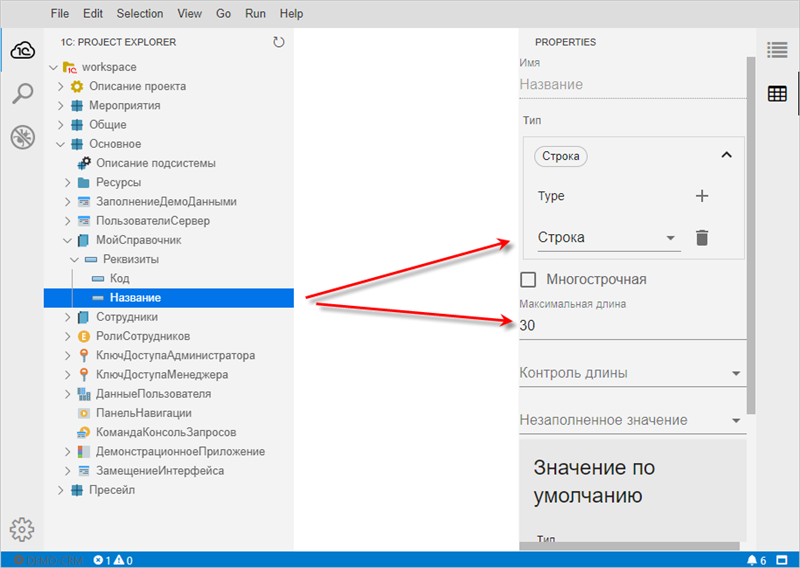 File Edit Selection View Go Run Help
1C: PROJECT EXPLORER
workspace
1C
Описание проекта
Мероприятия
Общие
Основное
Описание подсистемы
Ресурсы
ЗаполнениеДемоДанными
ПользователиСервер
МойСправочник
Реквизиты
Код
Название
Сотрудники
РолиСотрудников
КлючДоступаАдминистратора
КлючДоступаМенеджера
ДанныеПользователя
ПанельНавигации
КомандаКонсольЗапросов
ДемонстрационноеПриложение
ЗамещениеИнтерфейса
Пресейл
PROPERTIES
Имя
Название
Тип
Строка
Type
Строка
Многострочная
Максимальная длина
30
Контроль длины
Незаполненное значение
Значение по
умолчанию
Тип
1 0
6